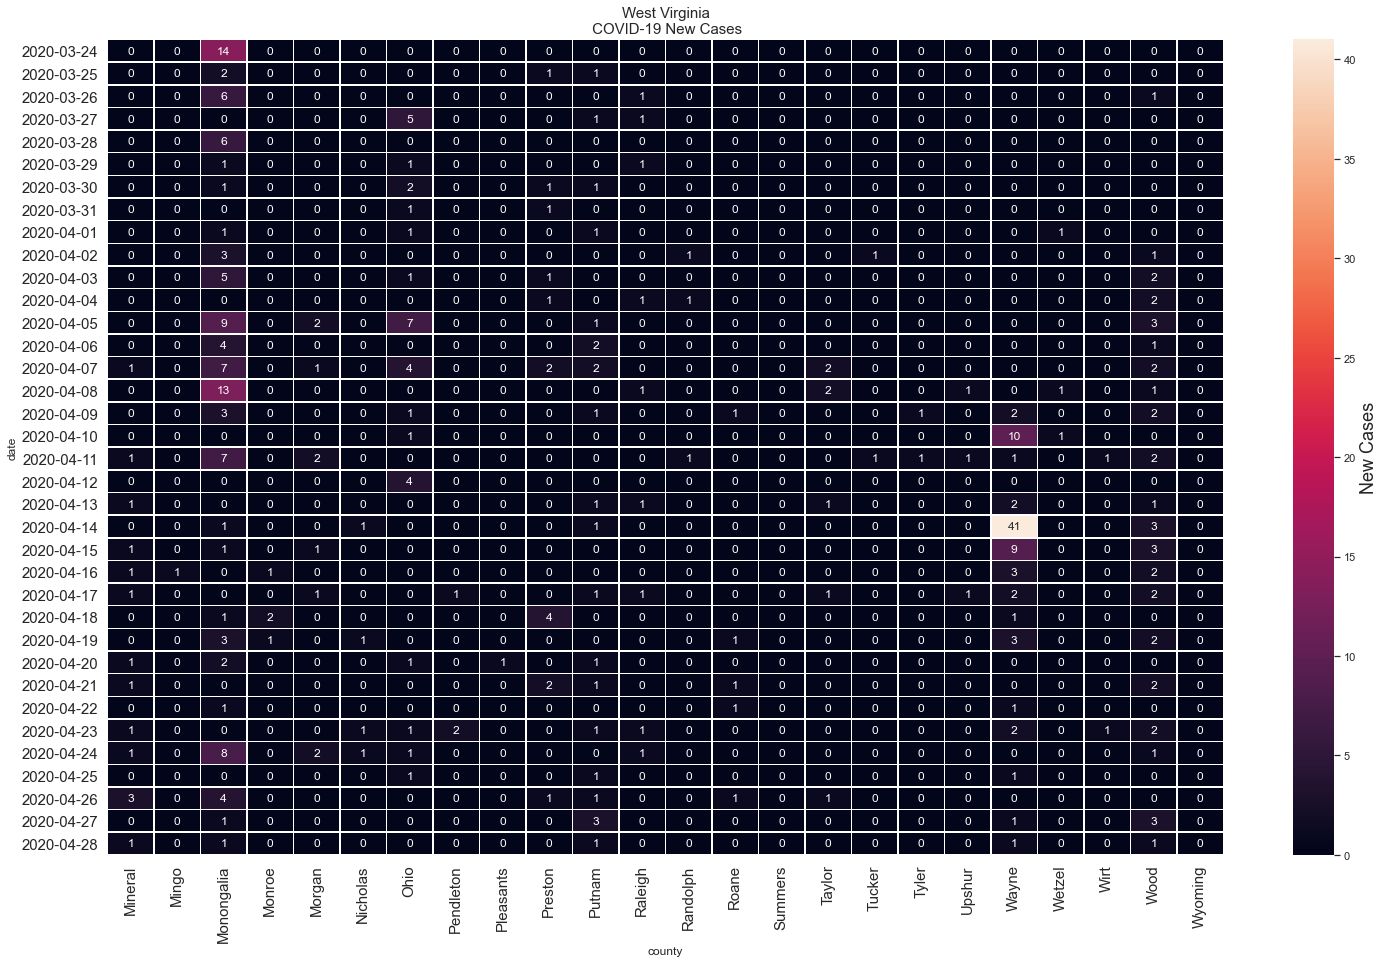 West Virginia
COVID-19 New Cases
2020-03-24 0 0 14 0 0 0 0 0 0 0 0 0 0 0 0 0 0 0 0 0 0 0 0 0
2020-03-25 0 0 2 0 0 0 0 0 0 1 1 0 0 0 0 0 0 0 0 0 0 0 0 0
2020-03-26 0 0 6 0 0 0 0 0 0 0 0 1 0 0 0 0 0 0 0 0 0 0 1 0
2020-03-27 0 0 0 0 0 0 5 0 0 0 1 1 0 0 0 0 0 0 0 0 0 0 0 0
2020-03-28 0 0 6 0 0 0 0 0 0 0 0 0 0 0 0 0 0 0 0 0 0 0 0 0
2020-03-29 0 0 1 0 0 0 1 0 0 0 0 1 0 0 0 0 0 0 0 0 0 0 0 0
2020-03-30 0 0 1 0 0 0 2 0 0 1 1 0 0 0 0 0 0 0 0 0 0 0 0 0
2020-03-31 0 0 0 0 0 0 1 0 0 1 0 0 0 0 0 0 0 0 0 0 0 0 0 0
2020-04-01 0 0 1 0 0 0 1 0 0 0 1 0 0 0 0 0 0 0 0 0 1 0 0 0
2020-04-02 0 0 3 0 0 0 0 0 0 0 0 0 1 0 0 0 1 0 0 0 0 0 1 0
2020-04-03 0 0 5 0 0 0 1 0 0 1 0 0 0 0 0 0 0 0 0 0 0 0 2 0
2020-04-04 0 0 0 0 0 0 0 0 0 1 0 1 1 0 0 0 0 0 0 0 0 0 2 0
2020-04-05 0 0 9 0 2 0 7 0 0 0 1 0 0 0 0 0 0 0 0 0 0 0 3 0
2020-04-06 0 0 4 0 0 0 0 0 0 0 2 0 0 0 0 0 0 0 0 0 0 0 1 0
2020-04-07 1 0 7 0 1 0 4 0 0 2 2 0 0 0 0 2 0 0 0 0 0 0 2 0
2020-04-08 0 0 13 0 0 0 0 0 0 0 0 1 0 0 0 2 0 0 1 0 1 0 1 0
2020-04-09 0 0 3 0 0 0 1 0 0 0 1 0 0 1 0 0 0 1 0 2 0 0 2 0
2020-04-10 0 0 0 0 0 0 1 0 0 0 0 0 0 0 0 0 0 0 0 10 1 0 0 0
2020-04-11 1 0 7 0 2 0 0 0 0 0 0 0 1 0 0 0 1 1 1 1 0 1 2 0
2020-04-12 0 0 0 0 0 0 4 0 0 0 0 0 0 0 0 0 0 0 0 0 0 0 0 0
2020-04-13 1 0 0 0 0 0 0 0 0 0 1 1 0 0 0 1 0 0 0 2 0 0 1 0
2020-04-14 0 0 1 0 0 1 0 0 0 0 1 0 0 0 0 0 0 0 0 41 0 0 3 0
2020-04-15 1 0 1 0 1 0 0 0 0 0 0 0 0 0 0 0 0 0 0 9 0 0 3 0
2020-04-16 1 1 0 1 0 0 0 0 0 0 0 0 0 0 0 0 0 0 0 3 0 0 2 0
2020-04-17 1 0 0 0 1 0 0 1 0 0 1 1 0 0 0 1 0 0 1 2 0 0 2 0
2020-04-18 0 0 1 2 0 0 0 0 0 4 0 0 0 0 0 0 0 0 0 1 0 0 0 0
2020-04-19 0 0 3 1 0 1 0 0 0 0 0 0 0 1 0 0 0 0 0 3 0 0 2 0
2020-04-20 1 0 2 0 0 0 1 0 1 0 1 0 0 0 0 0 0 0 0 0 0 0 0 0
2020-04-21 1 0 0 0 0 0 0 0 0 2 1 0 0 1 0 0 0 0 0 0 0 0 2 0
2020-04-22 0 0 1 0 0 0 0 0 0 0 0 0 0 1 0 0 0 0 0 1 0 0 0 0
2020-04-23 1 0 0 0 0 1 1 2 0 0 1 1 0 0 0 0 0 0 0 2 0 1 2 0
2020-04-24 1 0 8 0 2 1 1 0 0 0 0 1 0 0 0 0 0 0 0 0 0 0 1 0
2020-04-25 0 0 0 0 0 0 1 0 0 0 1 0 0 0 0 0 0 0 0 1 0 0 0 0
2020-04-26 3 0 4 0 0 0 0 0 0 1 1 0 0 1 0 1 0 0 0 0 0 0 0 0
2020-04-27 0 0 1 0 0 0 0 0 0 0 3 0 0 0 0 0 0 0 0 1 0 0 3 0
2020-04-28 1 0 1 0 0 0 0 0 0 0 1 0 0 0 0 0 0 0 0 1 0 0 1 0
date
Mineral Mingo Monongalia Monroe Morgan Nicholas Ohio Pendleton Pleasants Preston Putnam Raleigh Randolph Roane Summers Taylor Tucker Tyler Upshur Wayne Wetzel Wirt Wood Wyoming
county
40
35
30
25
20
15
10
5
0
New Cases